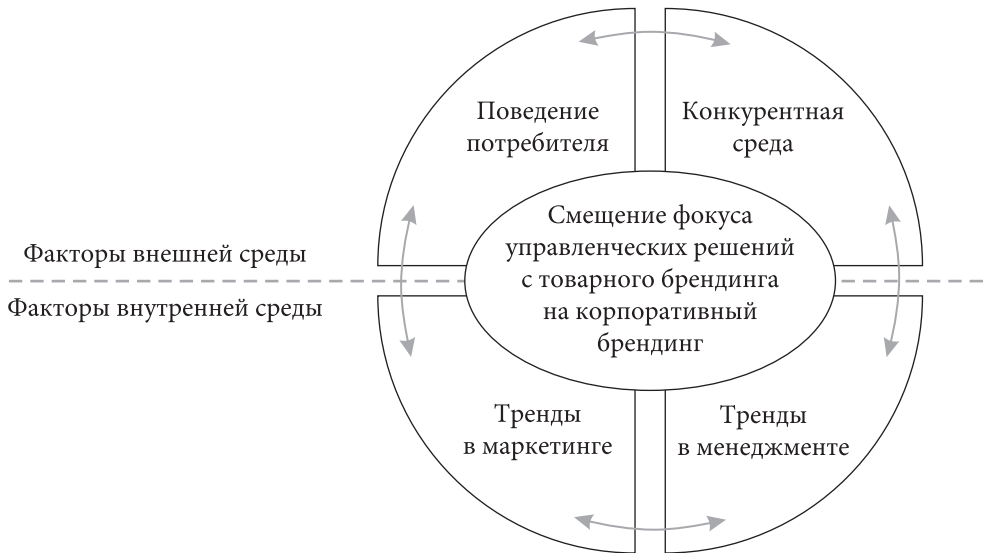 Поведение
потребителя
Конкурентная
среда
Смещение фокуса
управленческих решений
с товарного брендинга
на корпоративный
брендинг
Факторы внешней среды
Факторы внутренней среды
Тренды
в маркетинге
Тренды
в менеджменте